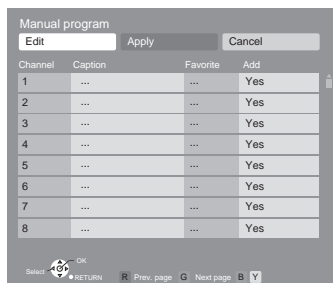 Manual program
Edit Apply Cancel
Channel Caption Favorite Add
1 ... ... Yes
2 ... ... Yes
3 ... ... Yes
4 ... ... Yes
5 ... ... Yes
6 ... ... Yes
7 ... ... Yes
8 ... ... Yes
OK
Select
RETURN R Prev. page G Next page B Y